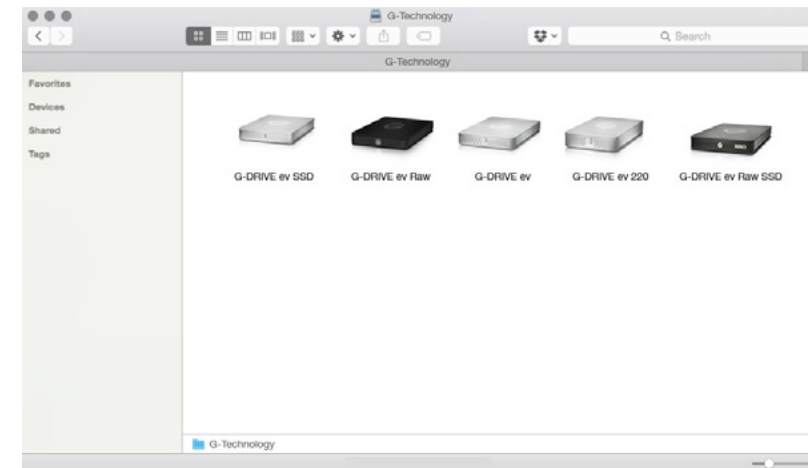 G-Technology
Search
G-Technology
Favorites
Devices
Shared
Tags
G-DRIVE ev SSD
G-DRIVE ev Raw
G-DRIVE ev
G-DRIVE ev 220
G-DRIVE ev Raw SSD
G-Technology